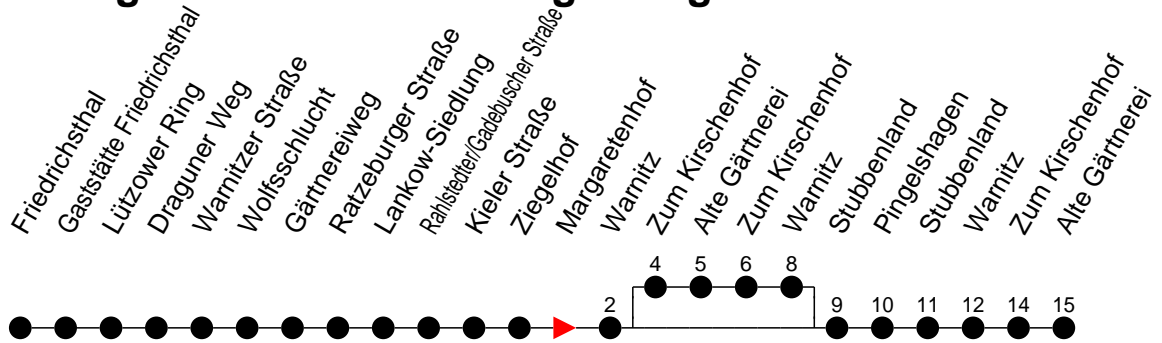 Friedrichsthal
Gaststätte Friedrichsthal
Lützower Ring
Draguner Weg
Warnitzer Straße
Wolfsschlucht
Gärtnereiweg
Ratzeburger Straße
Lankow-Siedlung
Rahlstedter/Gadebuscher Straße
Kieler Straße
Ziegelhof
Margaretenhof
Warnitz
Zum Kirschenhof
Alte Gärtnerei
Zum Kirschenhof
Warnitz
Stubbenland
Pingelshagen
Stubbenland
Warnitz
Zum Kirschenhof
Alte Gärtnerei
4 5 6 8
2 9 10 11 12 14 15